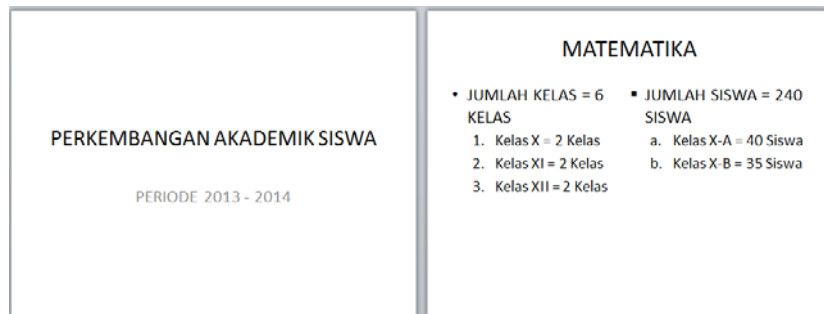 PERKEMBANGAN AKADEMIK SISWA
PERIODE 2013 - 2014
MATEMATIKA
• JUMLAH KELAS = 6
KELAS
1. Kelas X = 2 Kelas
2. Kelas XI = 2 Kelas
3. Kelas XII = 2 Kelas
▪ JUMLAH SISWA = 240
SISWA
a. Kelas X-A = 40 Siswa
b. Kelas X-B = 35 Siswa